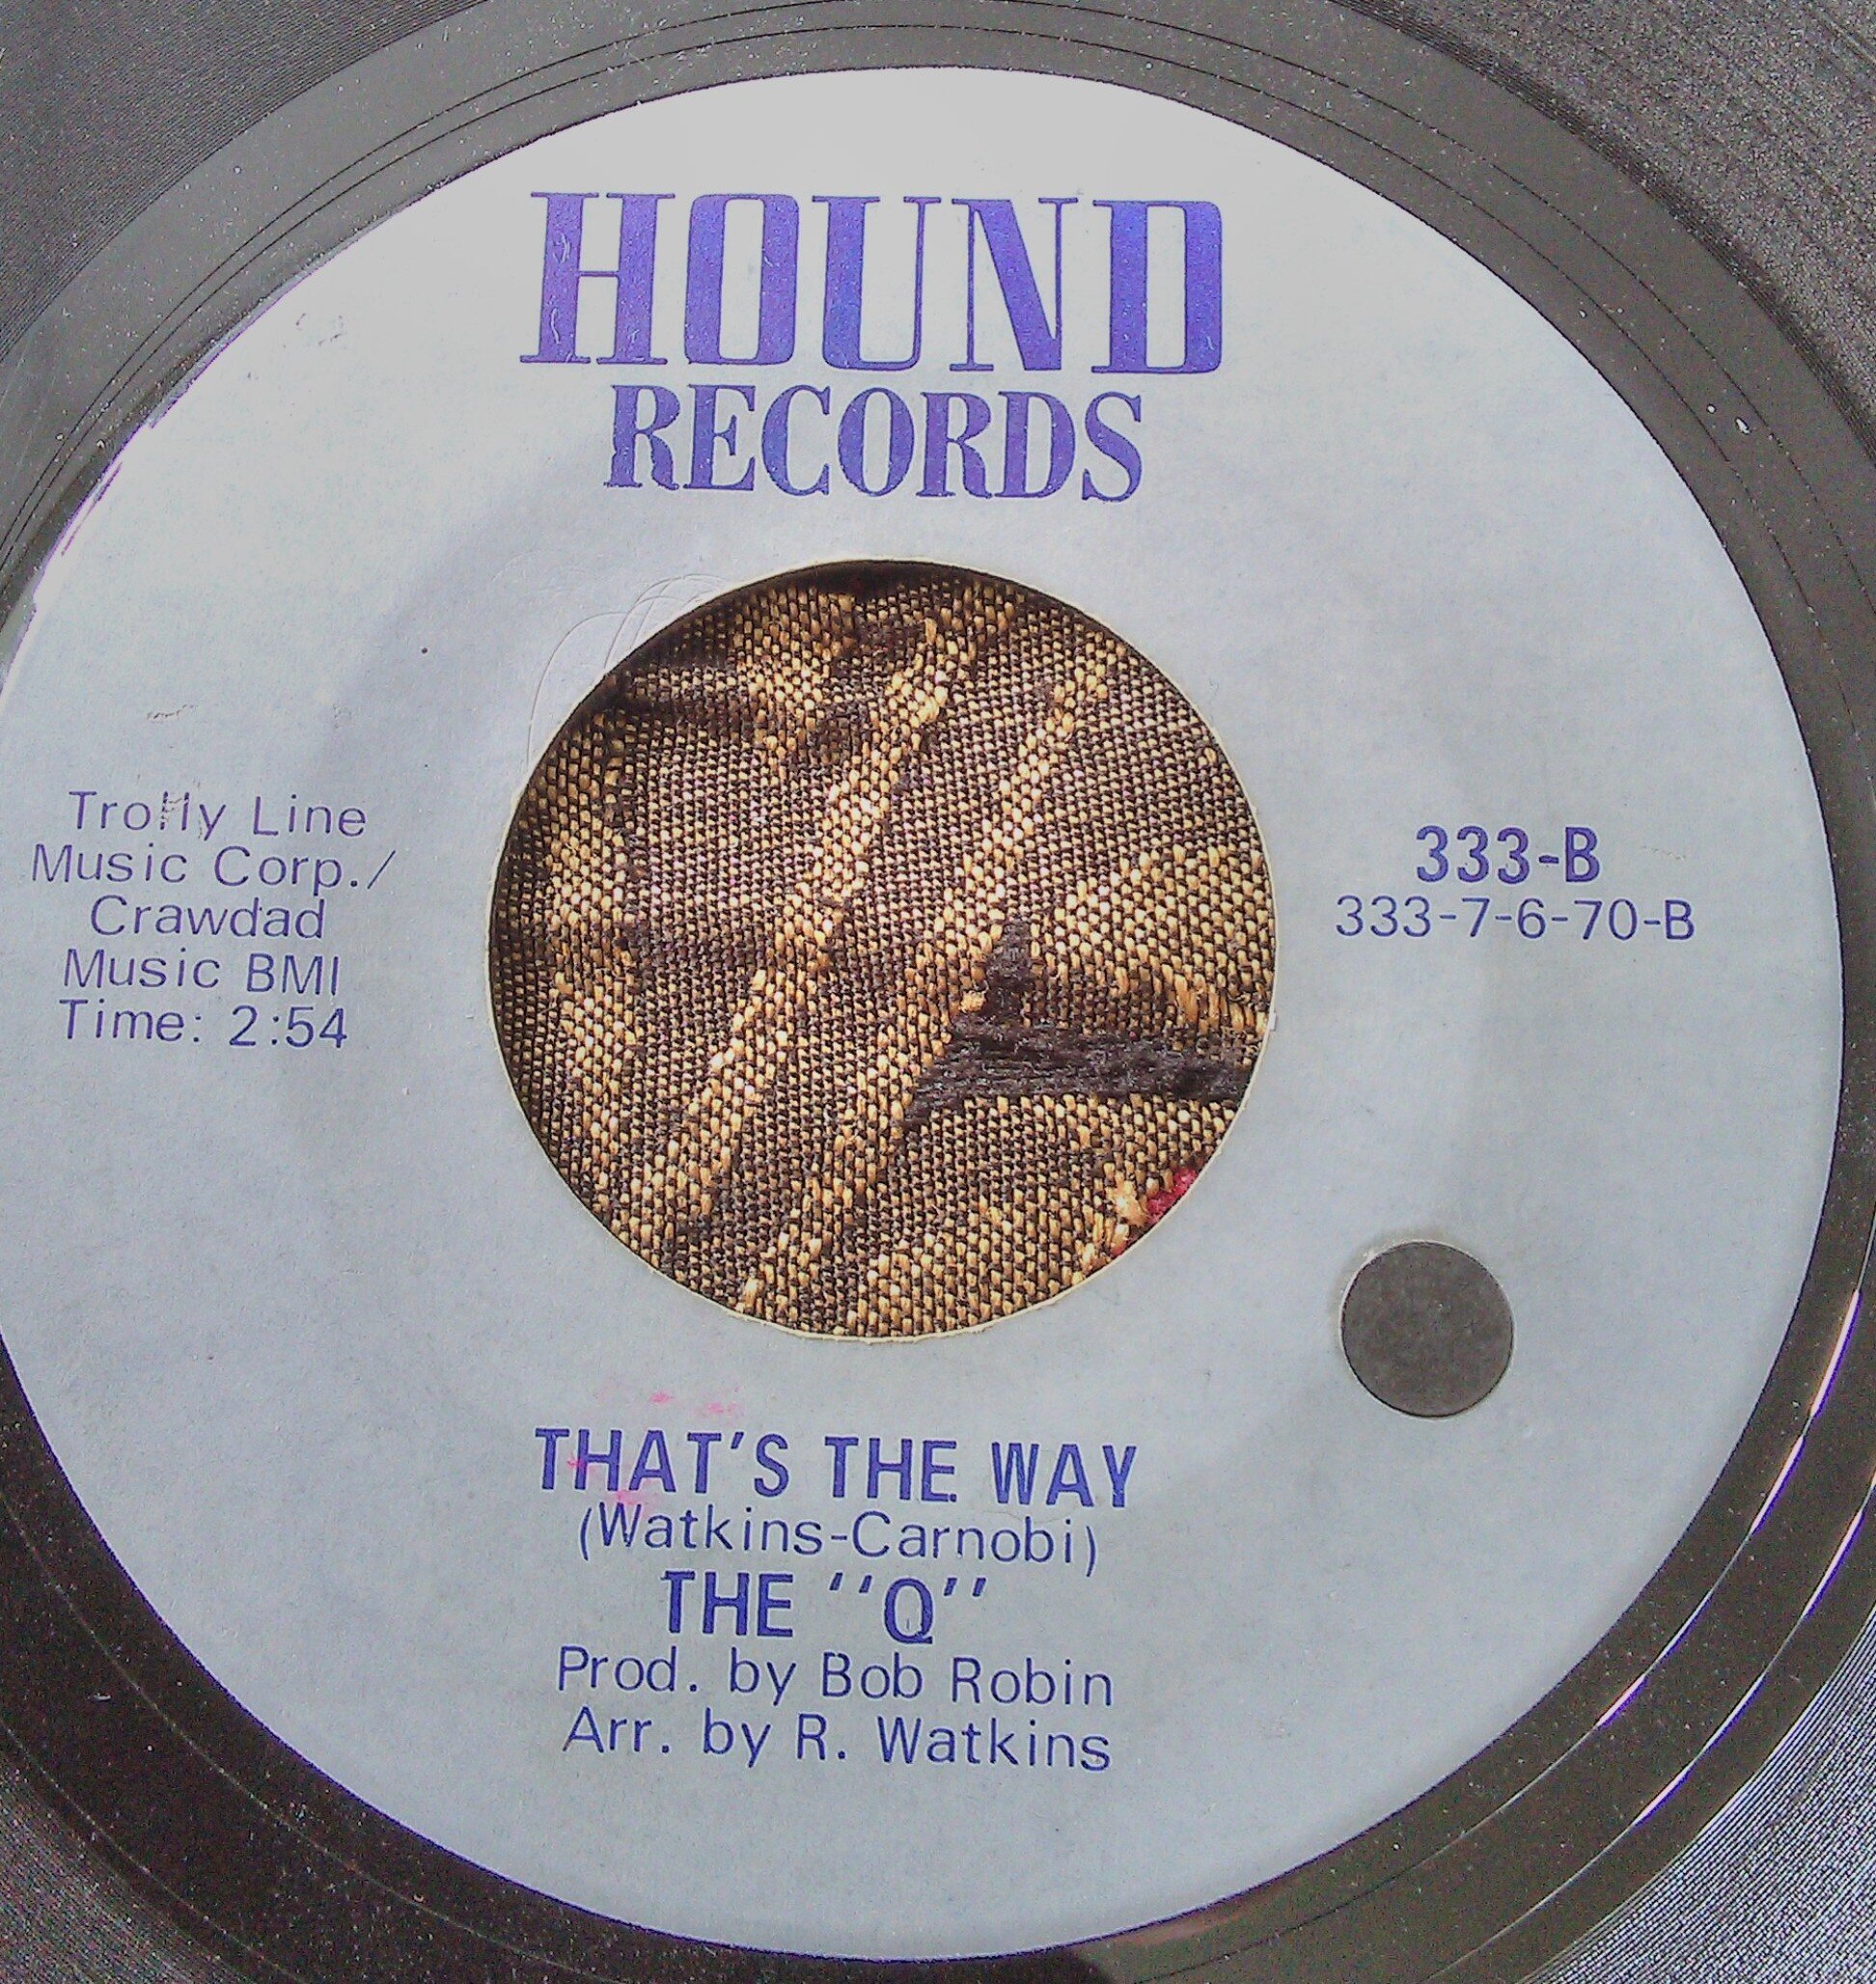 HOUND
RECORDS
Trolly Line
Music Corp./
Crawdad
Music BMI
Time: 2:54
333-B
333-7-6-70-B
THAT'S THE WAY
(Watkins-Carnobi)
THE "Q"
Prod. by Bob Robin
Arr. by R. Watkins